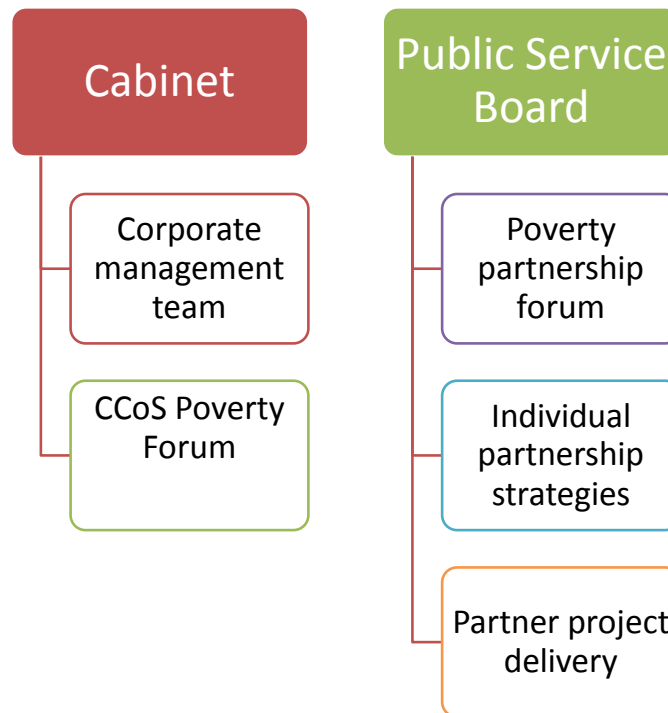 Cabinet
Corporate
management
team
CCoS Poverty
Forum
Public Service
Board
Poverty
partnership
forum
Individual
partnership
strategies
Partner project
delivery